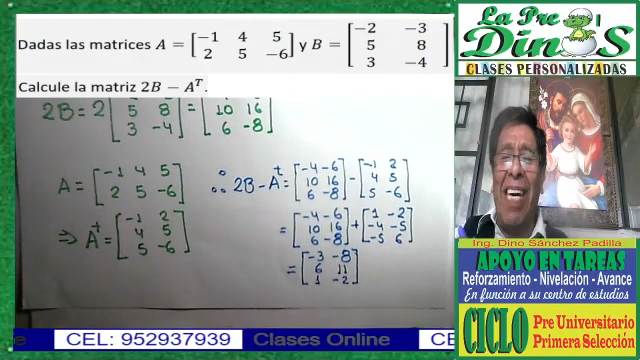 Dadas las matrices A = [-1 4 5; 2 5 -6] y B = [-2 -3; 5 8; 3 -4]
Calcule la matriz 2B − Aᵀ.
La Pre
DinoS
CLASES PERSONALIZADAS
2B = 2 [5 8; 3 -4] = [10 16; 6 -8]
A = [-1 4 5; 2 5 -6]
⇒ Aᵗ = [-1 2; 4 5; 5 -6]
∴ 2B - Aᵗ = [-4 -6; 10 16; 6 -8] - [-1 2; 4 5; 5 -6]
= [-4 -6; 10 16; 6 -8] + [1 -2; -4 -5; -5 6]
= [-3 -8; 6 11; 1 -2]
Ing. Dino Sánchez Padilla
APOYO EN TAREAS
Reforzamiento - Nivelación - Avance
En función a su centro de estudios
CICLO Pre Universitario
Primera Selección
ne CEL: 952937939 Clases Online CE